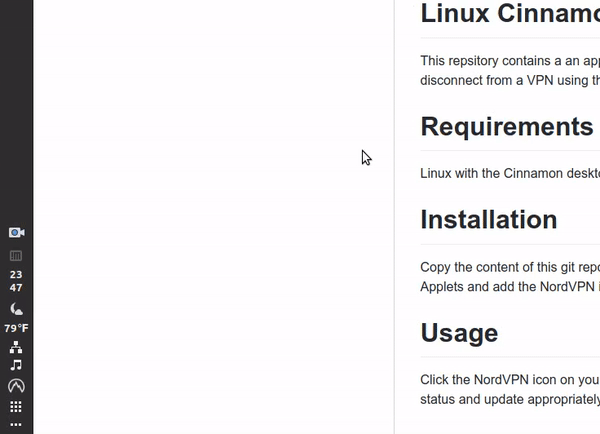 Linux Cinnamo
This repsitory contains a an app
disconnect from a VPN using th
Requirements
Linux with the Cinnamon deskto
Installation
Copy the content of this git repo
Applets and add the NordVPN i
Usage
Click the NordVPN icon on you
status and update appropriately
23
47
79°F